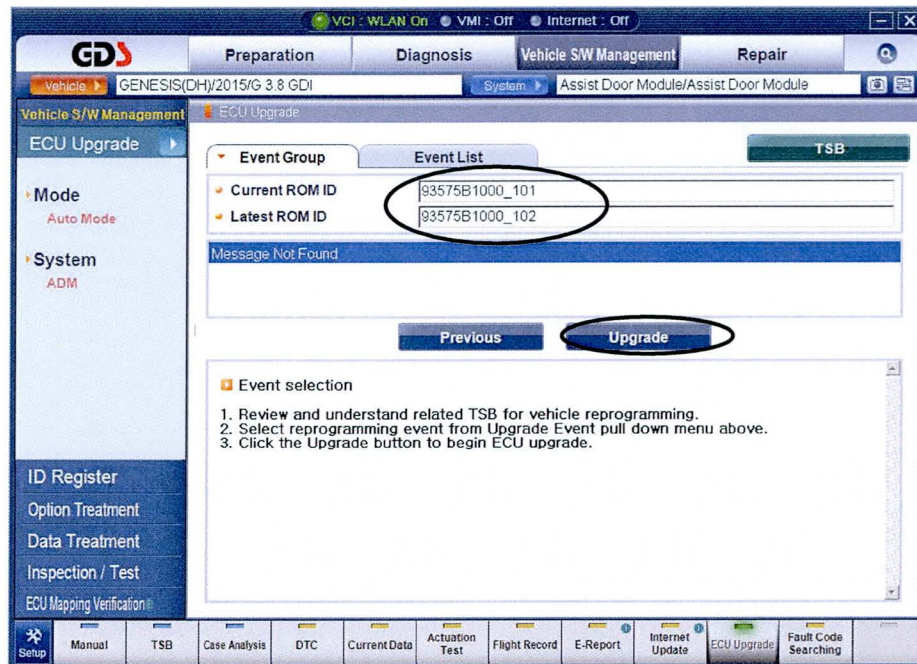 VCI : WLAN On VMI : Off Internet : Off
GDS Preparation Diagnosis Vehicle S/W Management Repair
Vehicle GENESIS(DH)/2015/G 3.8 GDI System Assist Door Module/Assist Door Module
Vehicle S/W Management ECU Upgrade
ECU Upgrade
TSB
Event Group Event List
Current ROM ID 93575B1000_101
Latest ROM ID 93575B1000_102
Mode
Auto Mode
System
ADM
Message Not Found
Previous Upgrade
Event selection
1. Review and understand related TSB for vehicle reprogramming.
2. Select reprogramming event from Upgrade Event pull down menu above.
3. Click the Upgrade button to begin ECU upgrade.
ID Register
Option Treatment
Data Treatment
Inspection / Test
ECU Mapping Verification
Setup Manual TSB Case Analysis DTC Current Data Actuation Test Flight Record E-Report Internet Update ECU Upgrade Fault Code Searching